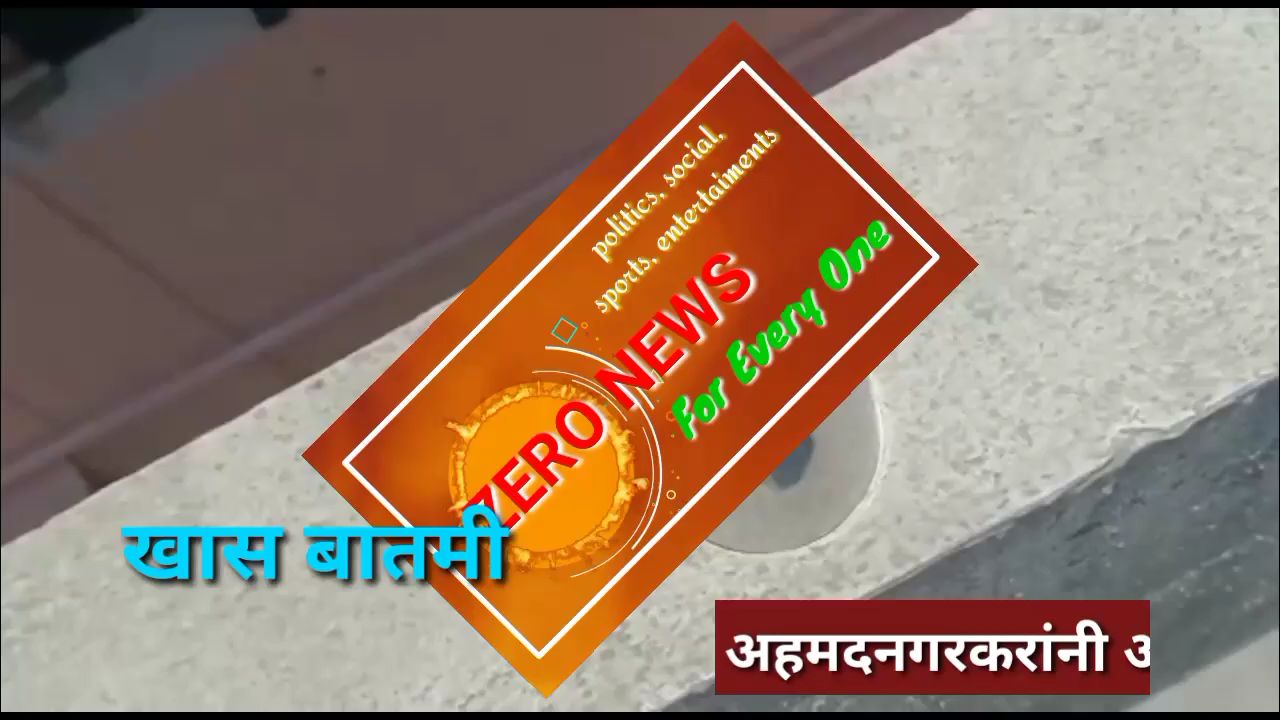 politics, social,
sports, entertaiments
ZERO NEWS
For Every One
खास बातमी
अहमदनगरकरांनी